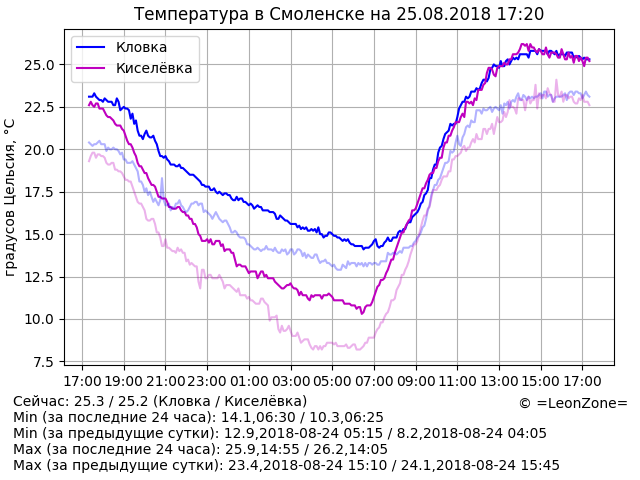 Температура в Смоленске на 25.08.2018 17:20
Кловка
Киселёвка
градусов Цельсия, °C
25.0
22.5
20.0
17.5
15.0
12.5
10.0
7.5
17:00 19:00 21:00 23:00 01:00 03:00 05:00 07:00 09:00 11:00 13:00 15:00 17:00
Сейчас: 25.3 / 25.2 (Кловка / Киселёвка)
© =LeonZone=
Min (за последние 24 часа): 14.1,06:30 / 10.3,06:25
Min (за предыдущие сутки): 12.9,2018-08-24 05:15 / 8.2,2018-08-24 04:05
Max (за последние 24 часа): 25.9,14:55 / 26.2,14:05
Max (за предыдущие сутки): 23.4,2018-08-24 15:10 / 24.1,2018-08-24 15:45